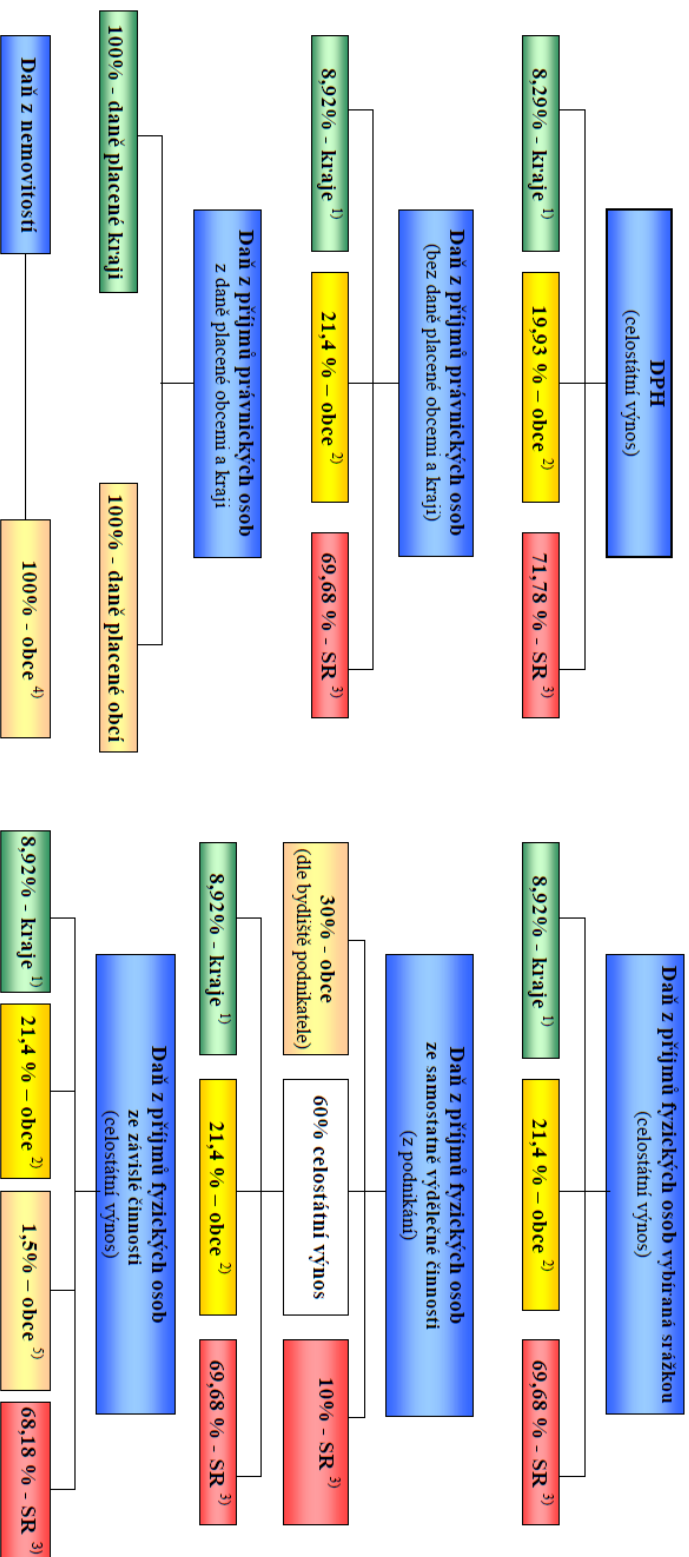 DPH
(celostátní výnos)
8,29% - kraje 1)
19,93 % – obce 2)
71,78 % - SR 3)
Daň z příjmů právnických osob
(bez daně placené obcemi a kraji)
8,92% - kraje 1)
21,4 % – obce 2)
69,68 % - SR 3)
Daň z příjmů právnických osob
z daně placené obcemi a kraji
100% - daně placené kraji
100% - daně placené obcí
Daň z nemovitostí
100% - obce 4)
Daň z příjmů fyzických osob vybíraná srážkou
(celostátní výnos)
8,92% - kraje 1)
21,4 % – obce 2)
69,68 % - SR 3)
Daň z příjmů fyzických osob
ze samostatně výdělečné činnosti
(z podnikání)
30% - obce
(dle bydliště podnikatele)
60% celostátní výnos
10% - SR 3)
8,92% - kraje 1)
21,4 % – obce 2)
69,68 % - SR 3)
Daň z příjmů fyzických osob
ze závislé činnosti
(celostátní výnos)
8,92% - kraje 1)
21,4 % – obce 2)
1,5% – obce 5)
68,18 % - SR 3)